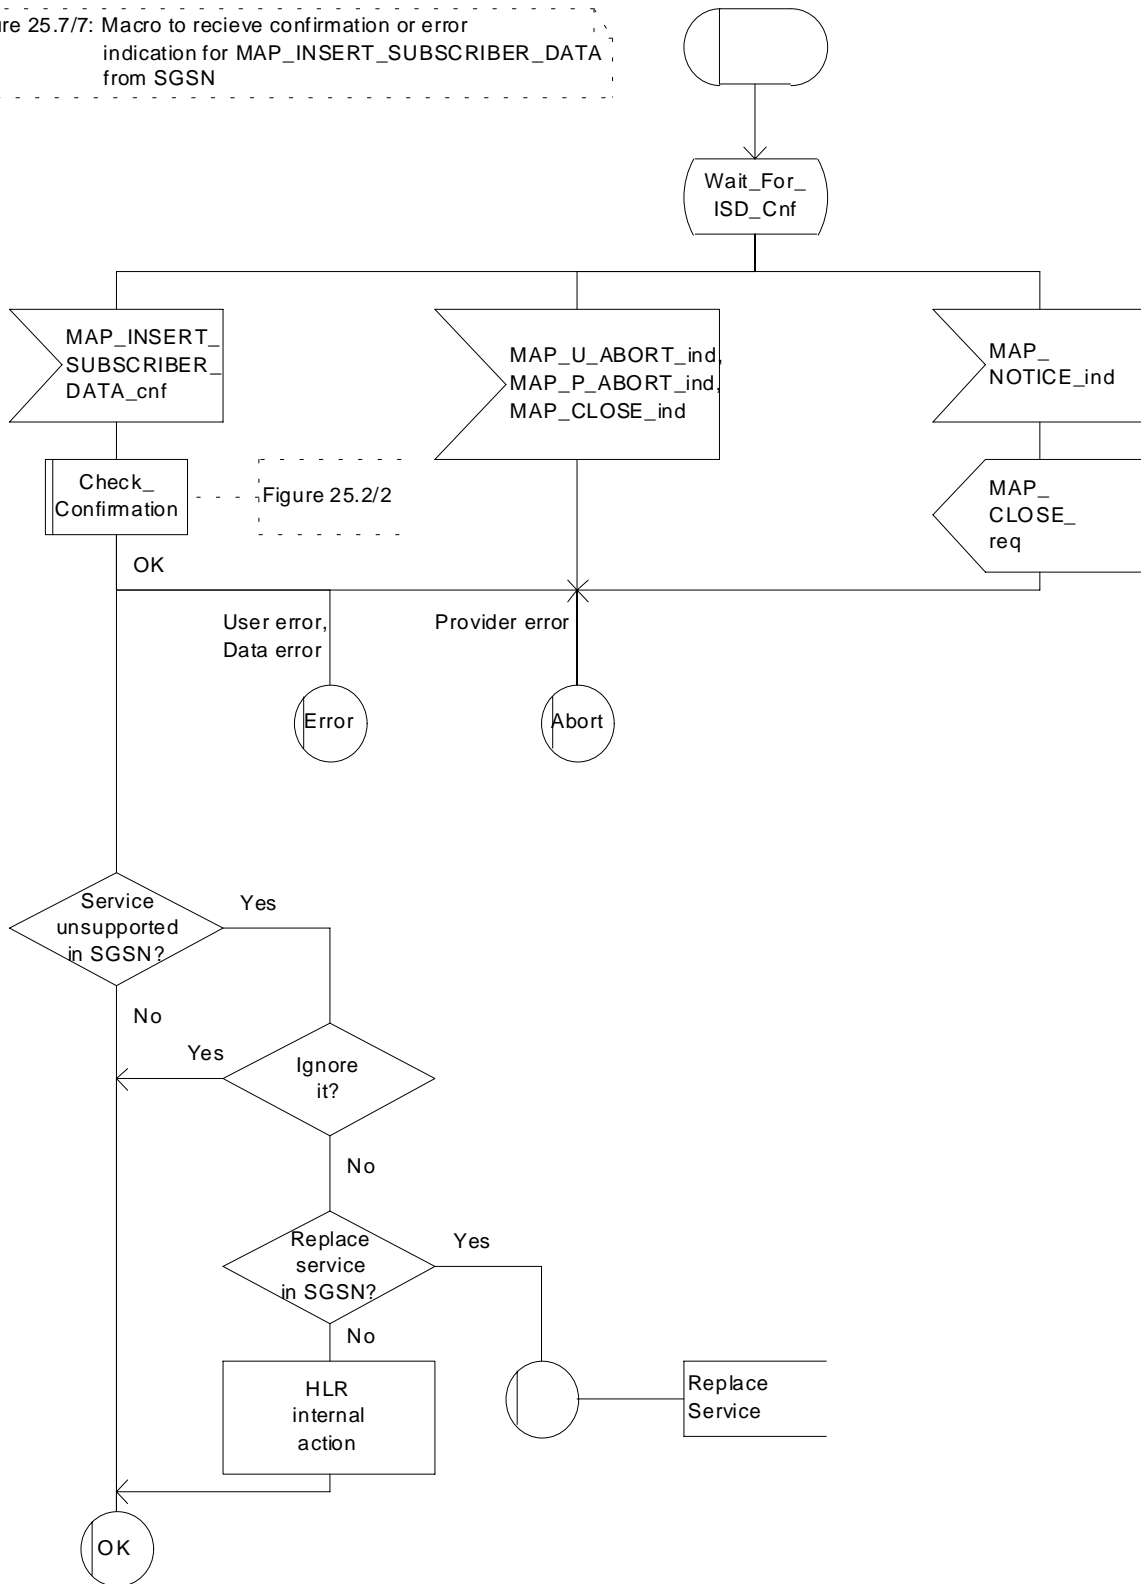 re 25.7/7: Macro to recieve confirmation or error
indication for MAP_INSERT_SUBSCRIBER_DATA
from SGSN
Wait_For_
ISD_Cnf
MAP_INSERT_
SUBSCRIBER_
DATA_cnf
MAP_U_ABORT_ind,
MAP_P_ABORT_ind,
MAP_CLOSE_ind
MAP_
NOTICE_ind
Check_
Confirmation
Figure 25.2/2
MAP_
CLOSE_
req
OK
User error,
Data error
Provider error
Error
Abort
Service
unsupported
in SGSN?
Yes
No
Yes
Ignore
it?
No
Replace
service
in SGSN?
Yes
No
HLR
internal
action
Replace
Service
OK